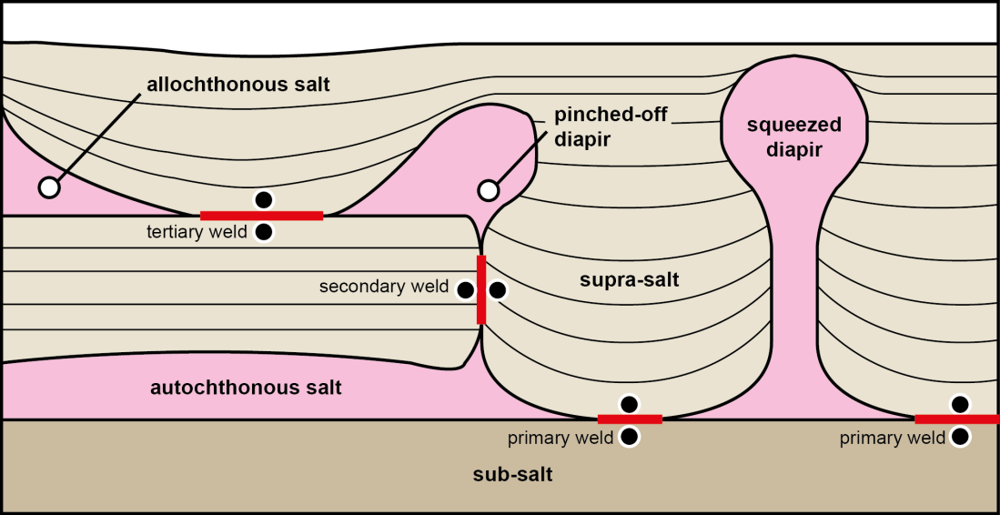 allochthonous salt
pinched-off
diapir
squeezed
diapir
tertiary weld
secondary weld
supra-salt
autochthonous salt
primary weld
primary weld
sub-salt